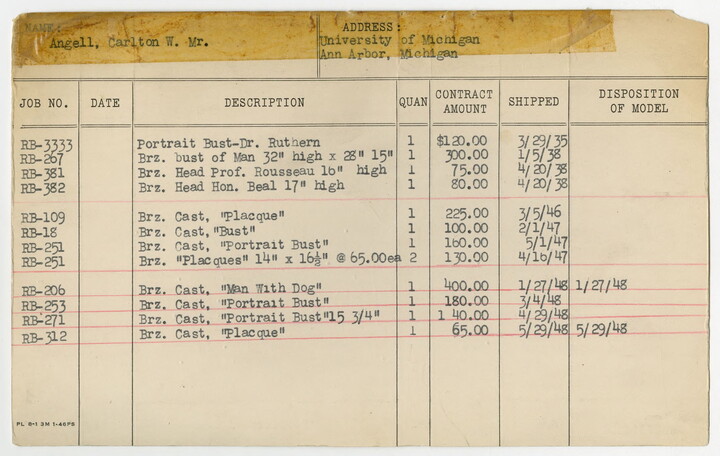 NAME: ADDRESS:
Angell, Carlton W. Mr. University of Michigan
Ann Arbor, Michigan
JOB NO. DATE DESCRIPTION QUAN CONTRACT AMOUNT SHIPPED DISPOSITION OF MODEL
RB-3333 Portrait Bust-Dr. Ruthern 1 $120.00 3/29/35
RB-267 Brz. bust of Man 32" high x 28" 15" 1 300.00 1/5/38
RB-381 Brz. Head Prof. Rousseau 16" high 1 75.00 4/20/38
RB-382 Brz. Head Hon. Beal 17" high 1 80.00 4/20/38
RB-109 Brz. Cast, "Placque" 1 225.00 3/5/46
RB-18 Brz. Cast,"Bust" 1 100.00 2/1/47
RB-251 Brz. Cast, "Portrait Bust" 1 160.00 5/1/47
RB-251 Brz. "Placques" 14" x 16½" @ 65.00ea 2 130.00 4/16/47
RB-206 Brz. Cast, "Man With Dog" 1 400.00 1/27/48 1/27/48
RB-253 Brz. Cast, "Portrait Bust" 1 180.00 3/4/48
RB-271 Brz. Cast, "Portrait Bust"15 3/4" 1 1 40.00 4/29/48
RB-312 Brz. Cast, "Placque" 1 65.00 5/29/48 5/29/48
PL 6-1 3M 1-46PS